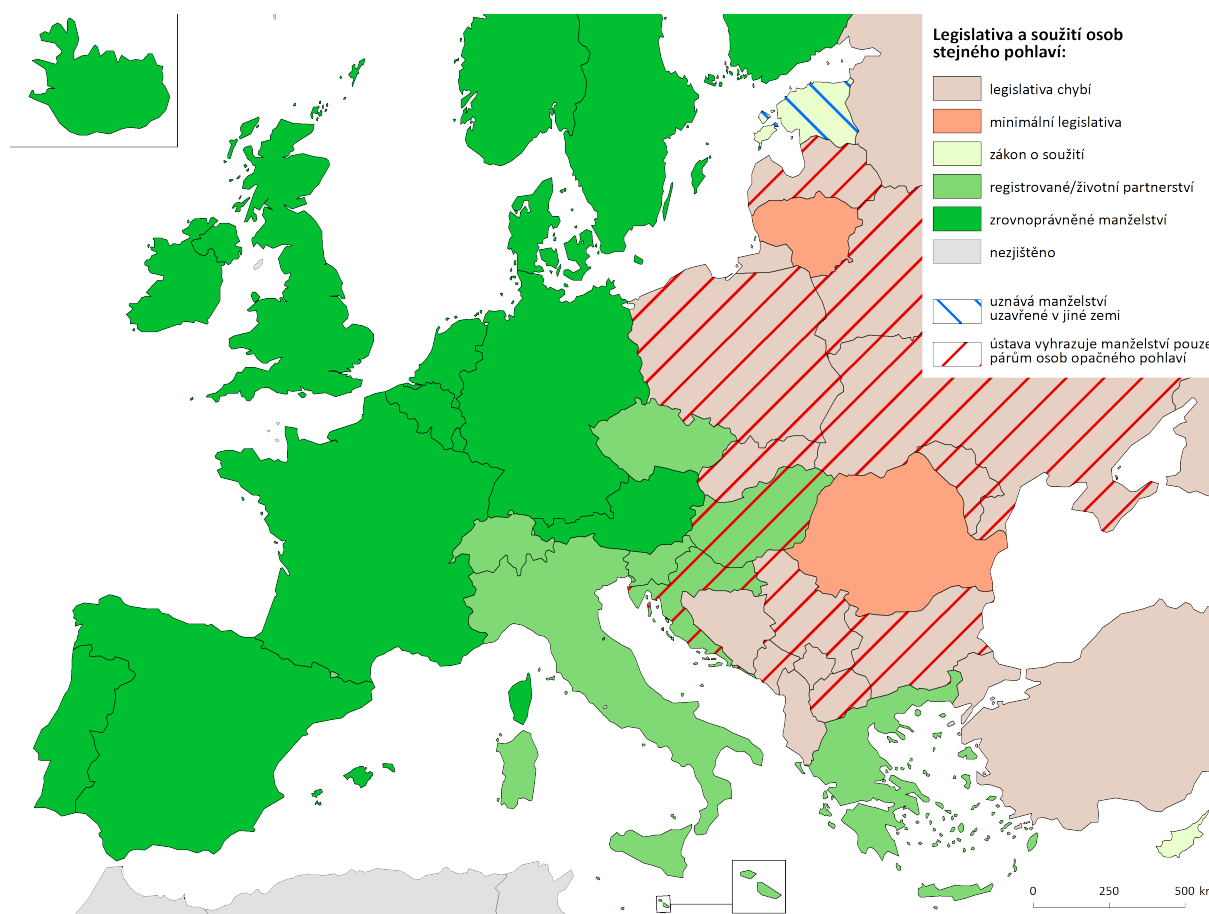 Legislativa a soužití osob
stejného pohlaví:
legislativa chybí
minimální legislativa
zákon o soužití
registrované/životní partnerství
zrovnoprávněné manželství
nezjištěno
uznává manželství
uzavřené v jiné zemi
ústava vyhrazuje manželství pouze
párům osob opačného pohlaví
0 250 500 km